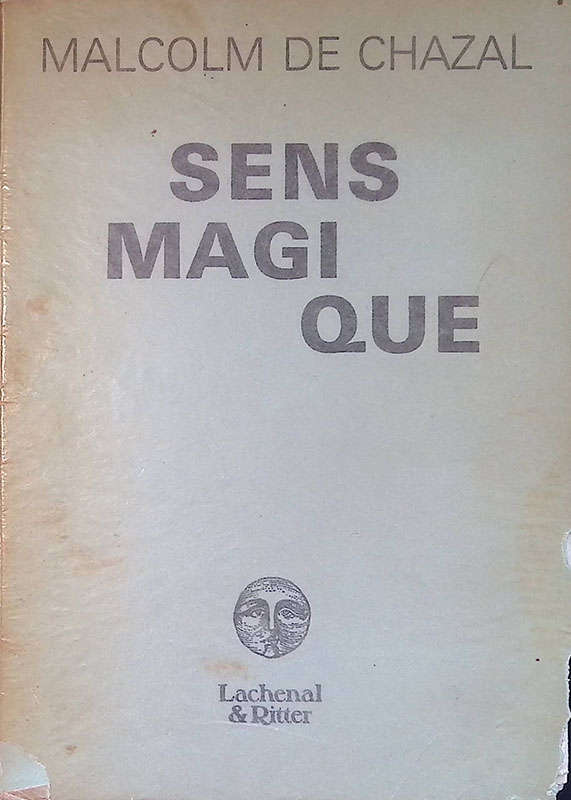 MALCOLM DE CHAZAL
SENS
MAGI
QUE
Lachenal
& Ritter